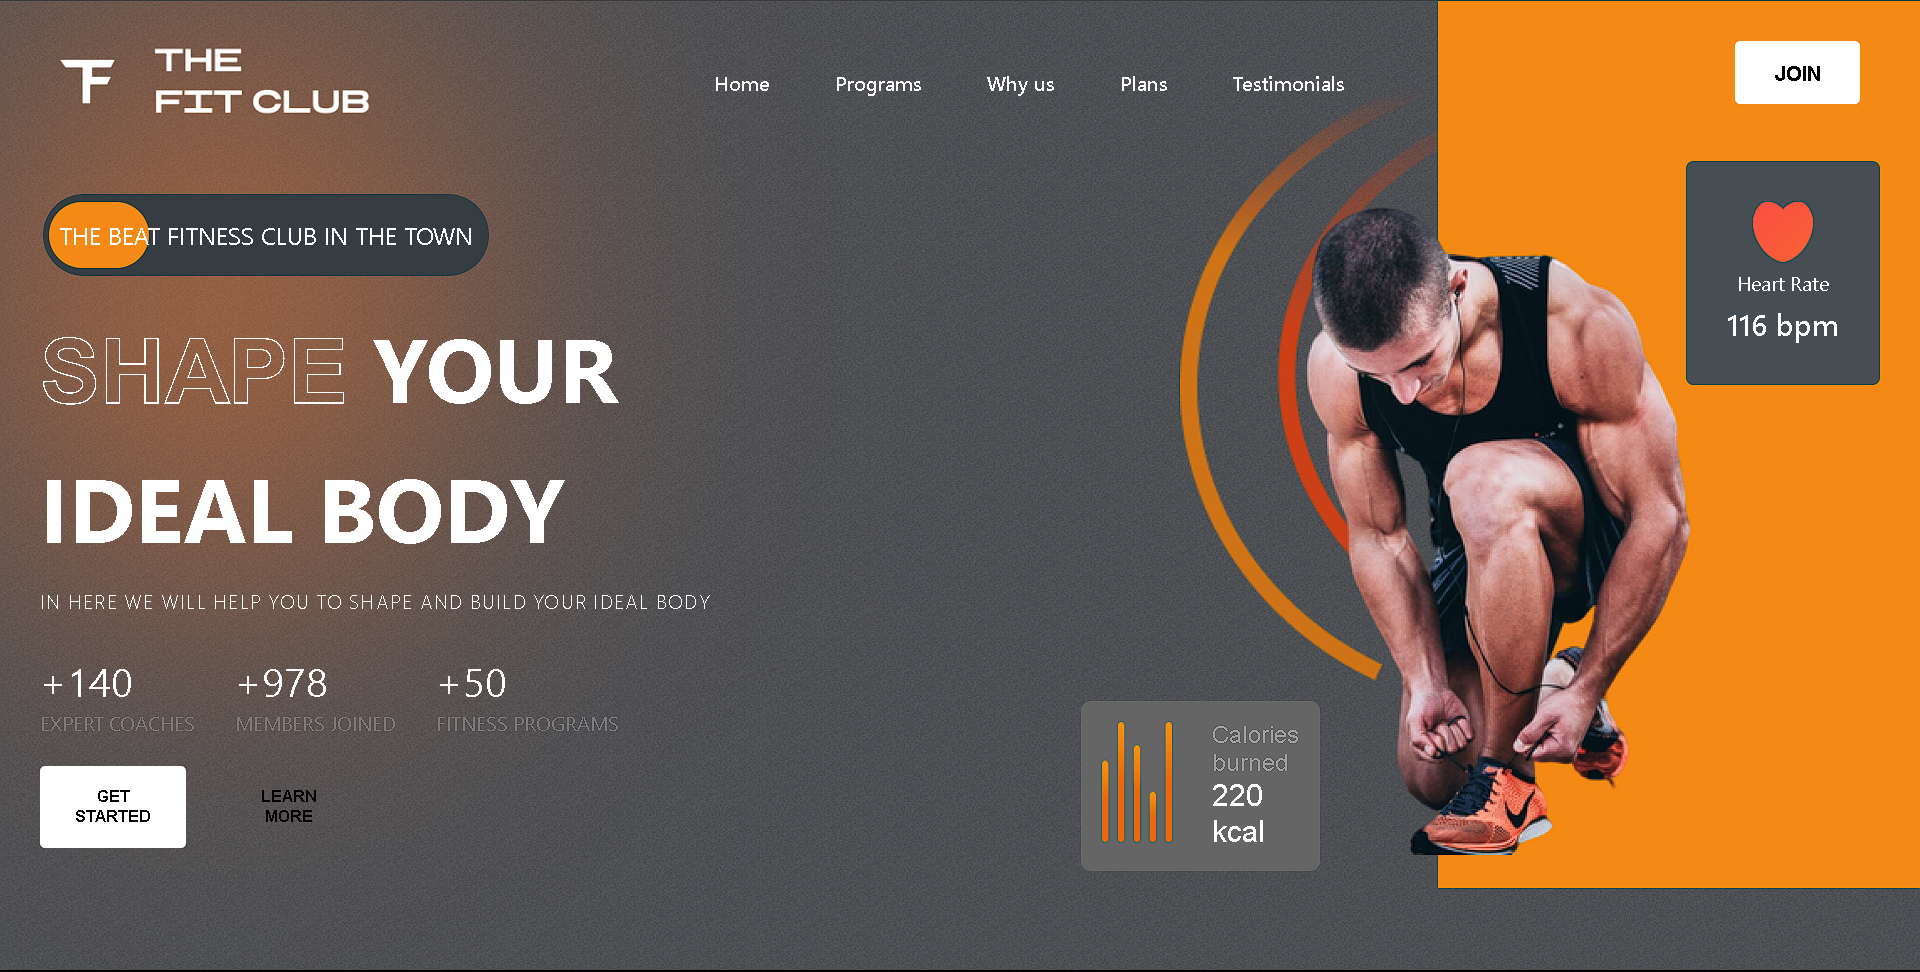 THE
FIT CLUB
Home
Programs
Why us
Plans
Testimonials
JOIN
THE BEAT FITNESS CLUB IN THE TOWN
SHAPE YOUR
IDEAL BODY
IN HERE WE WILL HELP YOU TO SHAPE AND BUILD YOUR IDEAL BODY
+140
EXPERT COACHES
+978
MEMBERS JOINED
+50
FITNESS PROGRAMS
GET
STARTED
LEARN
MORE
Heart Rate
116 bpm
Calories
burned
220
kcal